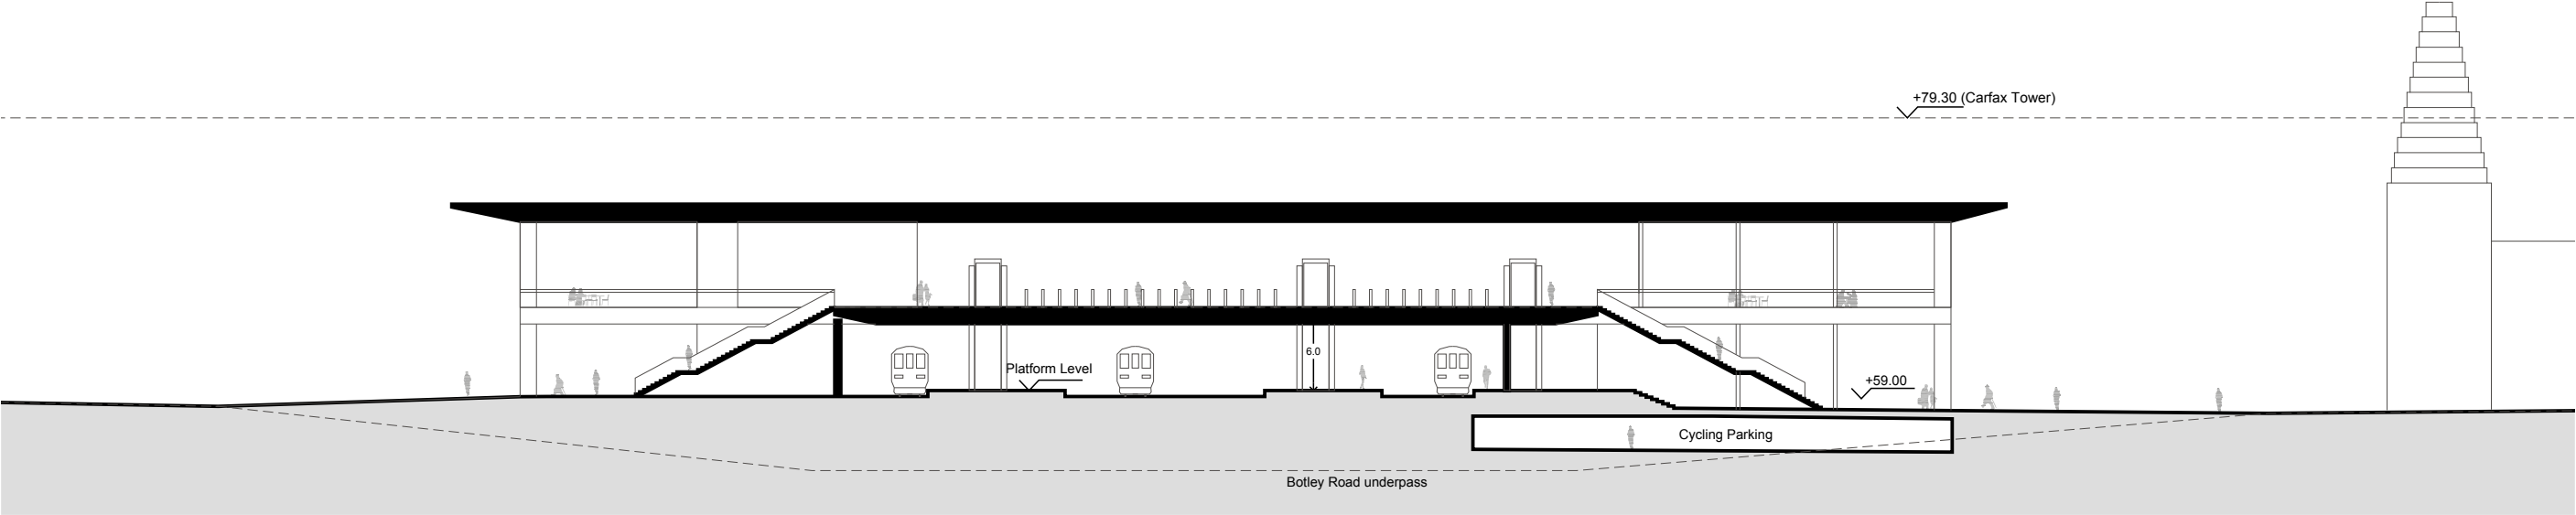 +79.30 (Carfax Tower)
6.0
Platform Level
+59.00
Cycling Parking
Botley Road underpass